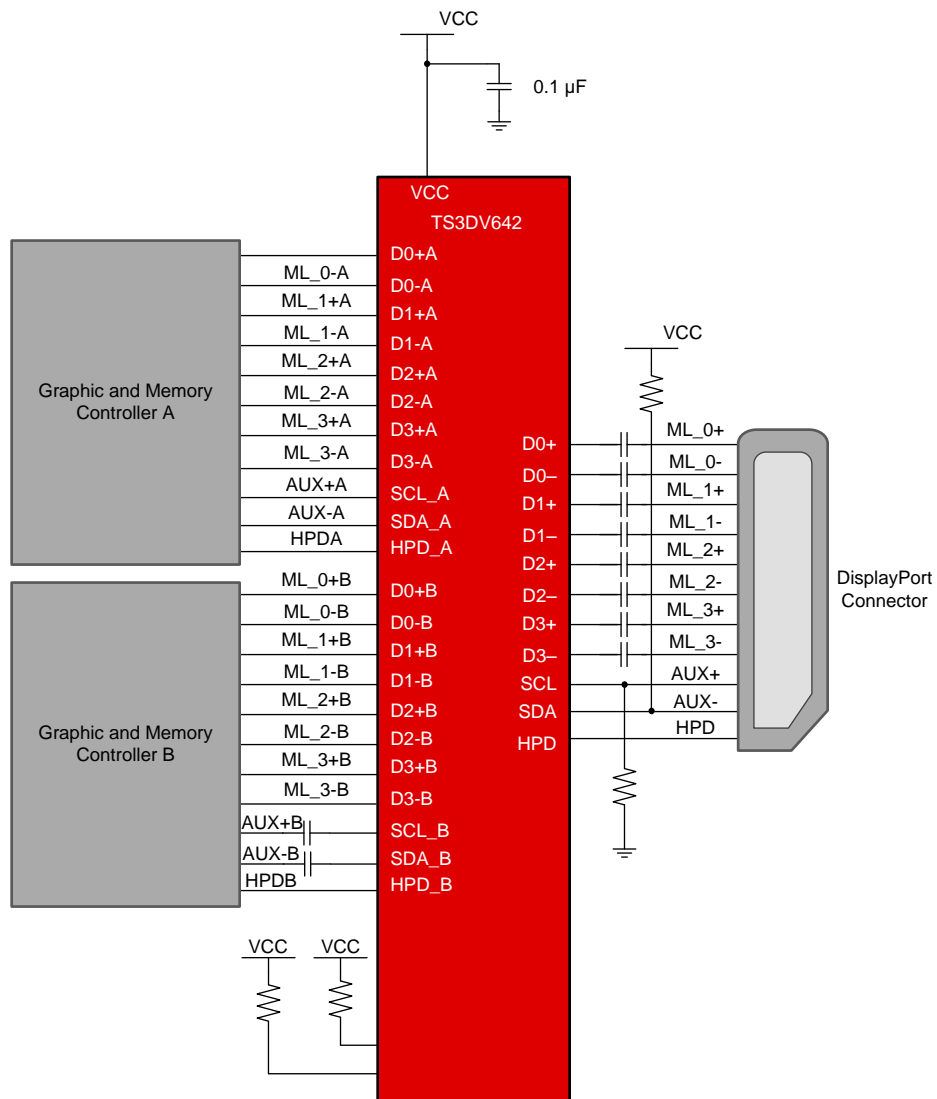 VCC
0.1 µF
VCC
TS3DV642
Graphic and Memory
Controller A
ML_0-A
ML_1+A
ML_1-A
ML_2+A
ML_2-A
ML_3+A
ML_3-A
AUX+A
AUX-A
HPDA
D0+A
D0-A
D1+A
D1-A
D2+A
D2-A
D3+A
D3-A
SCL_A
SDA_A
HPD_A
Graphic and Memory
Controller B
ML_0+B
ML_0-B
ML_1+B
ML_1-B
ML_2+B
ML_2-B
ML_3+B
ML_3-B
AUX+B
AUX-B
HPDB
D0+B
D0-B
D1+B
D1-B
D2+B
D2-B
D3+B
D3-B
SCL_B
SDA_B
HPD_B
VCC
VCC
D0+
D0–
D1+
D1–
D2+
D2–
D3+
D3–
SCL
SDA
HPD
VCC
ML_0+
ML_0-
ML_1+
ML_1-
ML_2+
ML_2-
ML_3+
ML_3-
AUX+
AUX-
HPD
DisplayPort
Connector